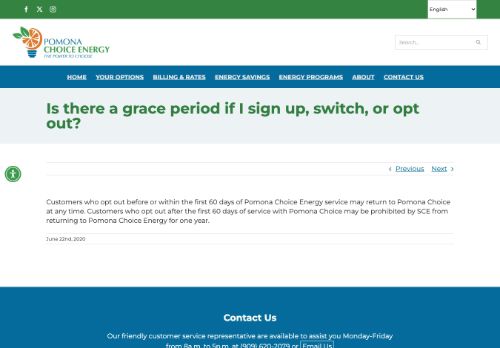 English
POMONA
CHOICE ENERGY
THE POWER TO CHOOSE
Search...
HOME YOUR OPTIONS BILLING & RATES ENERGY SAVINGS ENERGY PROGRAMS ABOUT CONTACT US
Is there a grace period if I sign up, switch, or opt
out?
Previous Next
Customers who opt out before or within the first 60 days of Pomona Choice Energy service may return to Pomona Choice
at any time. Customers who opt out after the first 60 days of service with Pomona Choice may be prohibited by SCE from
returning to Pomona Choice Energy for one year.
June 22nd, 2020
Contact Us
Our friendly customer service representative are available to assist you Monday-Friday
from 8a.m. to 5p.m. at (909) 620-2079 or Email Us